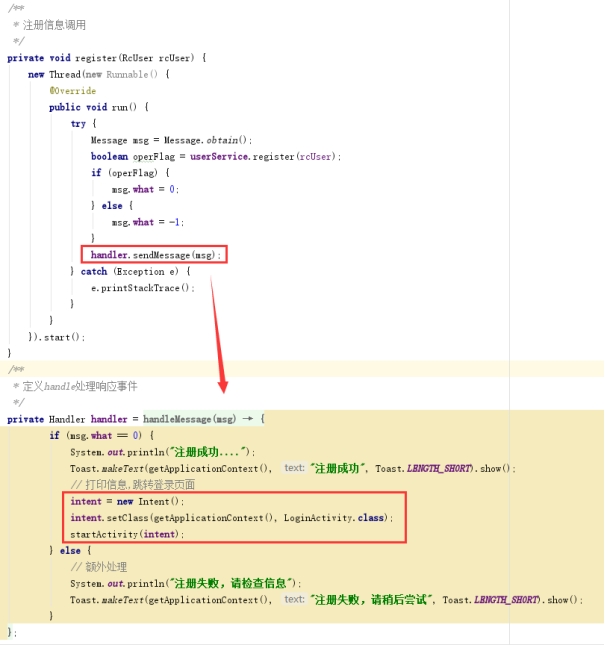 /**
* 注册信息调用
*/
private void register(RcUser rcUser) {
new Thread(new Runnable() {
@Override
public void run() {
try {
Message msg = Message.obtain();
boolean operFlag = userService.register(rcUser);
if (operFlag) {
msg.what = 0;
} else {
msg.what = -1;
}
handler.sendMessage(msg);
} catch (Exception e) {
e.printStackTrace();
}
}
}).start();
}
/**
* 定义handle处理响应事件
*/
private Handler handler = handleMessage(msg) → {
if (msg.what == 0) {
System.out.println("注册成功....");
Toast.makeText(getApplicationContext(), text: "注册成功", Toast.LENGTH_SHORT).show();
// 打印信息,跳转登录页面
intent = new Intent();
intent.setClass(getApplicationContext(), LoginActivity.class);
startActivity(intent);
} else {
// 额外处理
System.out.println("注册失败，请检查信息");
Toast.makeText(getApplicationContext(), text: "注册失败，请稍后尝试", Toast.LENGTH_SHORT).show();
}
};